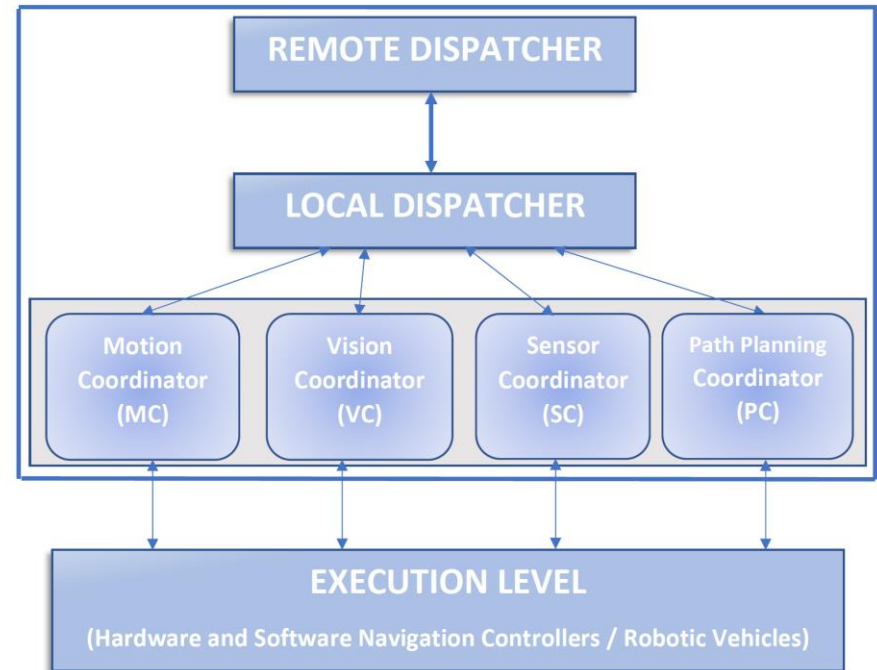 REMOTE DISPATCHER
LOCAL DISPATCHER
Motion
Coordinator
(MC)
Vision
Coordinator
(VC)
Sensor
Coordinator
(SC)
Path Planning
Coordinator
(PC)
EXECUTION LEVEL
(Hardware and Software Navigation Controllers / Robotic Vehicles)